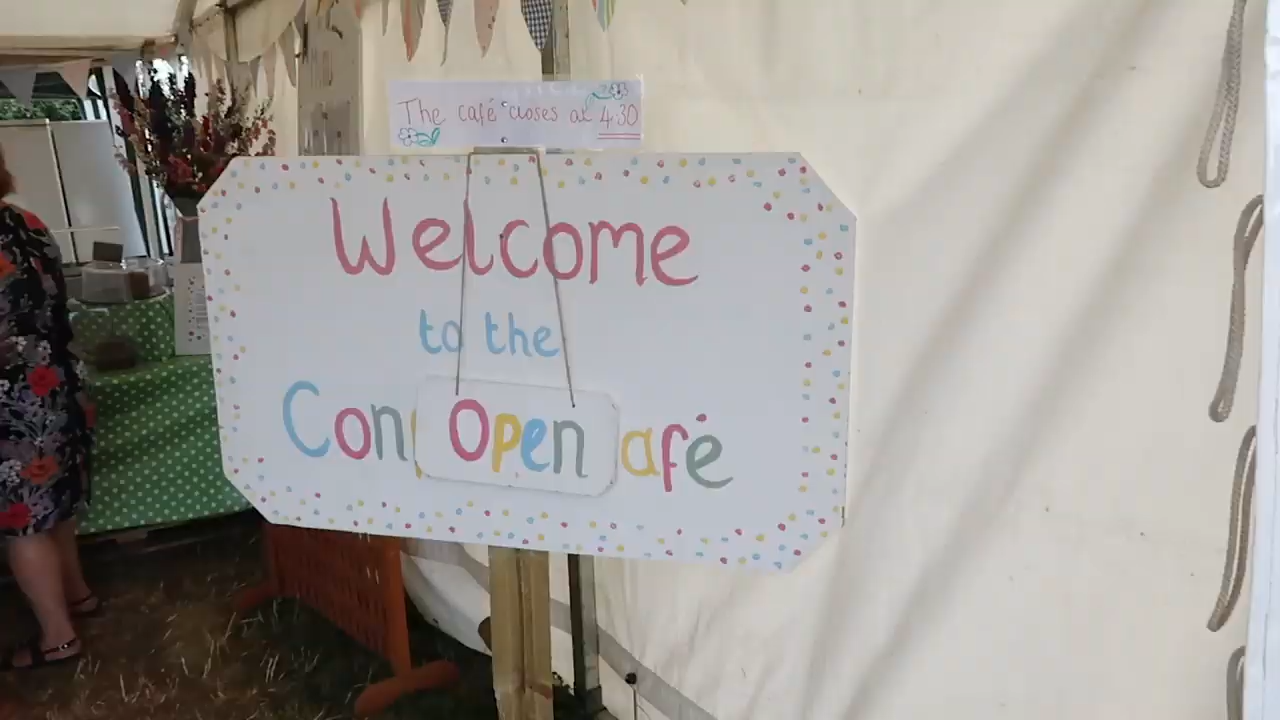 The café closes at 4.30
Welcome
to the
Con Open afé